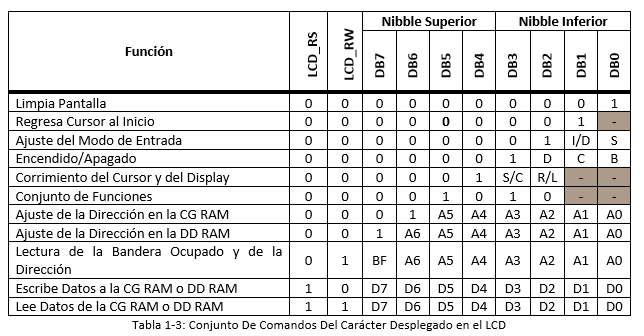 Función LCD_RS LCD_RW Nibble Superior Nibble Inferior
DB7 DB6 DB5 DB4 DB3 DB2 DB1 DB0
Limpia Pantalla 0 0 0 0 0 0 0 0 0 1
Regresa Cursor al Inicio 0 0 0 0 0 0 0 0 1 -
Ajuste del Modo de Entrada 0 0 0 0 0 0 0 1 I/D S
Encendido/Apagado 0 0 0 0 0 0 1 D C B
Corrimiento del Cursor y del Display 0 0 0 0 0 1 S/C R/L - -
Conjunto de Funciones 0 0 0 0 1 0 1 0 - -
Ajuste de la Dirección en la CG RAM 0 0 0 1 A5 A4 A3 A2 A1 A0
Ajuste de la Dirección en la DD RAM 0 0 1 A6 A5 A4 A3 A2 A1 A0
Lectura de la Bandera Ocupado y de la
Dirección 0 1 BF A6 A5 A4 A3 A2 A1 A0
Escribe Datos a la CG RAM o DD RAM 1 0 D7 D6 D5 D4 D3 D2 D1 D0
Lee Datos de la CG RAM o DD RAM 1 1 D7 D6 D5 D4 D3 D2 D1 D0
Tabla 1-3: Conjunto De Comandos Del Carácter Desplegado en el LCD